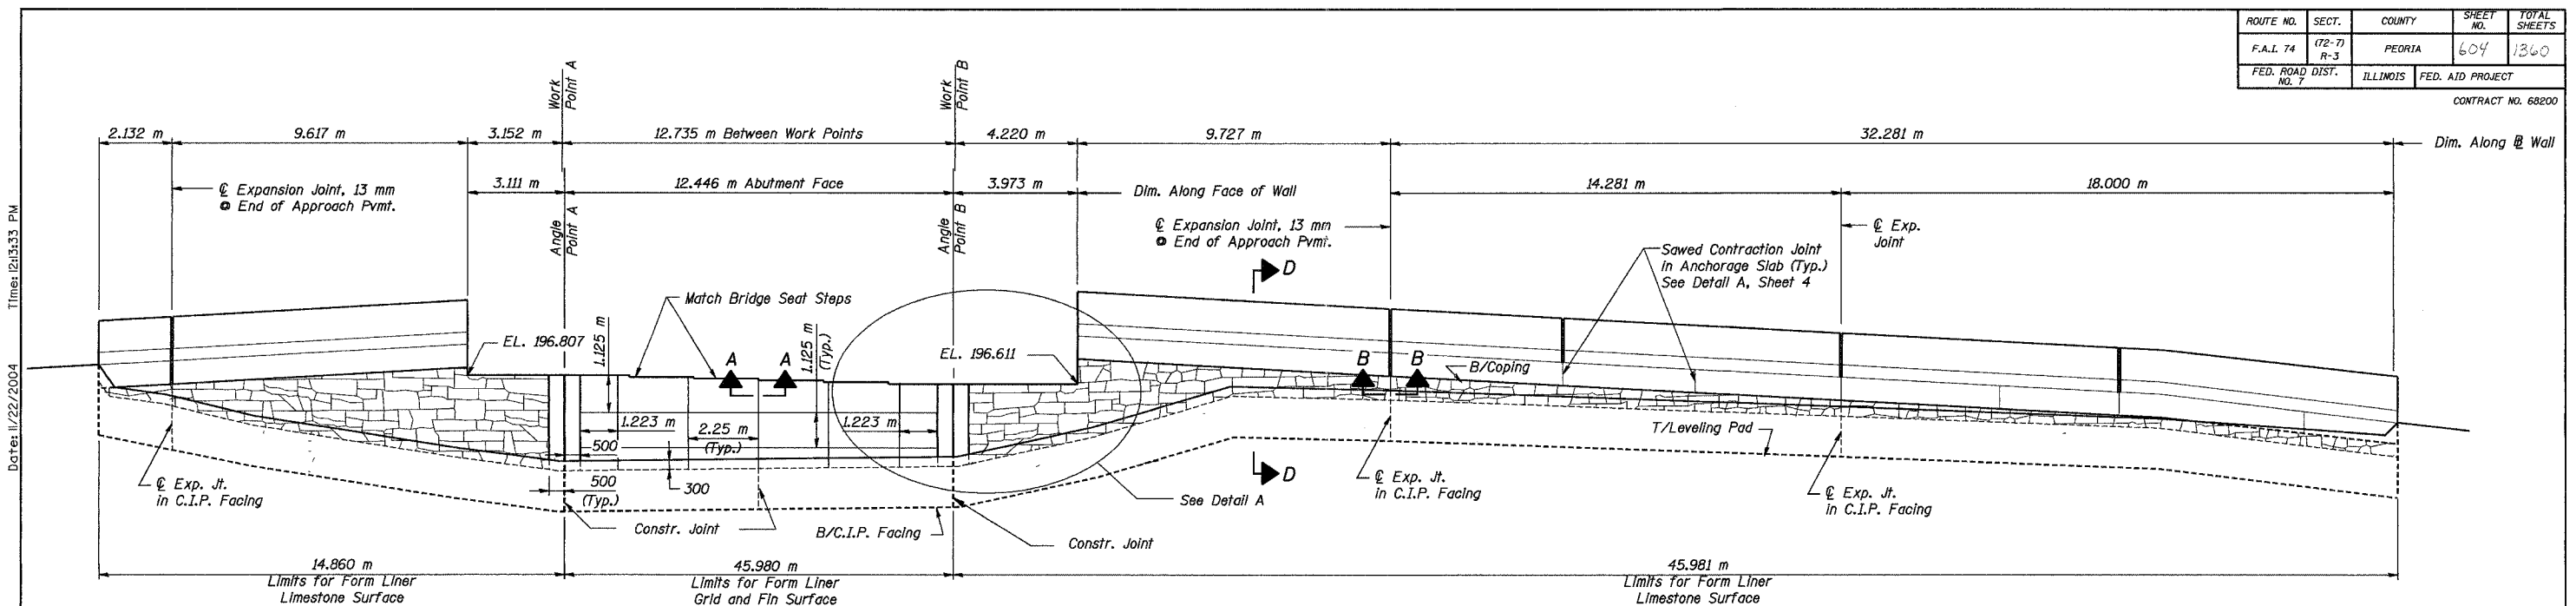 ROUTE NO. SECT. COUNTY SHEET NO. TOTAL SHEETS
F.A.I. 74 (72-7) R-3 PEORIA 604 1360
FED. ROAD DIST. NO. 7 ILLINOIS FED. AID PROJECT
CONTRACT NO. 68200
Work Point A
Work Point B
2.132 m 9.617 m 3.152 m 12.735 m Between Work Points 4.220 m 9.727 m 32.281 m Dim. Along ⅊ Wall
3.111 m 12.446 m Abutment Face 3.973 m Dim. Along Face of Wall 14.281 m 18.000 m
℄ Expansion Joint, 13 mm
@ End of Approach Pvmt.
Angle Point A
Angle Point B
℄ Expansion Joint, 13 mm
@ End of Approach Pvmt.
℄ Exp.
Joint
Sawed Contraction Joint
in Anchorage Slab (Typ.)
See Detail A, Sheet 4
D
Match Bridge Seat Steps
EL. 196.807
1.125 m
1.125 m
(Typ.)
EL. 196.611
A A
B B
B/Coping
1.223 m
2.25 m
(Typ.)
1.223 m
500
T/Leveling Pad
500
(Typ.)
300
D
℄ Exp. Jt.
in C.I.P. Facing
See Detail A
℄ Exp. Jt.
in C.I.P. Facing
℄ Exp. Jt.
in C.I.P. Facing
Constr. Joint
B/C.I.P. Facing
Constr. Joint
14.860 m
Limits for Form Liner
Limestone Surface
45.980 m
Limits for Form Liner
Grid and Fin Surface
45.981 m
Limits for Form Liner
Limestone Surface
Date: 11/22/2004 Time: 12:13:33 PM